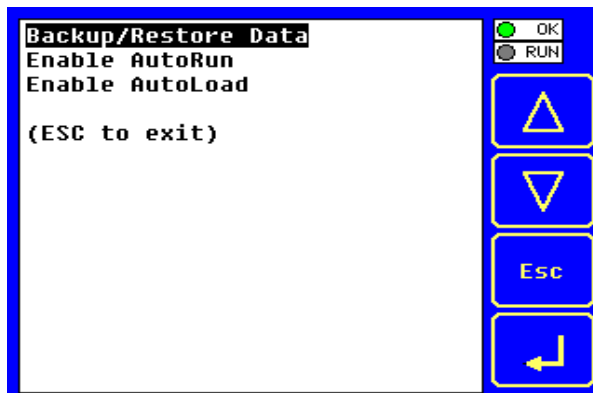 Backup/Restore Data
Enable AutoRun
Enable AutoLoad
(ESC to exit)
OK
RUN
Esc